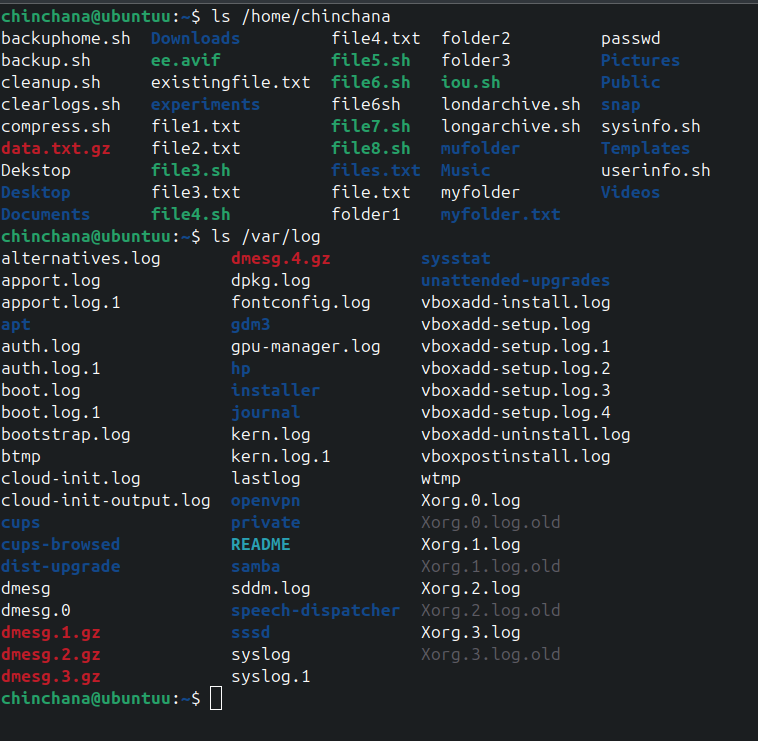 chinchana@ubuntuu:~$ ls /home/chinchana
backuphome.sh  Downloads         file4.txt  folder2         passwd
backup.sh      ee.avif           file5.sh   folder3         Pictures
cleanup.sh     existingfile.txt  file6.sh   iou.sh          Public
clearlogs.sh   experiments       file6sh    londarchive.sh  snap
compress.sh    file1.txt         file7.sh   longarchive.sh  sysinfo.sh
data.txt.gz    file2.txt         file8.sh   mufolder        Templates
Dekstop        file3.sh          files.txt  Music           userinfo.sh
Desktop        file3.txt         file.txt   myfolder        Videos
Documents      file4.sh          folder1    myfolder.txt
chinchana@ubuntuu:~$ ls /var/log
alternatives.log       dmesg.4.gz         sysstat
apport.log             dpkg.log           unattended-upgrades
apport.log.1           fontconfig.log     vboxadd-install.log
apt                    gdm3               vboxadd-setup.log
auth.log               gpu-manager.log    vboxadd-setup.log.1
auth.log.1             hp                 vboxadd-setup.log.2
boot.log               installer          vboxadd-setup.log.3
boot.log.1             journal            vboxadd-setup.log.4
bootstrap.log          kern.log           vboxadd-uninstall.log
btmp                   kern.log.1         vboxpostinstall.log
cloud-init.log         lastlog            wtmp
cloud-init-output.log  openvpn            Xorg.0.log
cups                   private            Xorg.0.log.old
cups-browsed           README             Xorg.1.log
dist-upgrade           samba              Xorg.1.log.old
dmesg                  sddm.log           Xorg.2.log
dmesg.0                speech-dispatcher  Xorg.2.log.old
dmesg.1.gz             sssd               Xorg.3.log
dmesg.2.gz             syslog             Xorg.3.log.old
dmesg.3.gz             syslog.1
chinchana@ubuntuu:~$